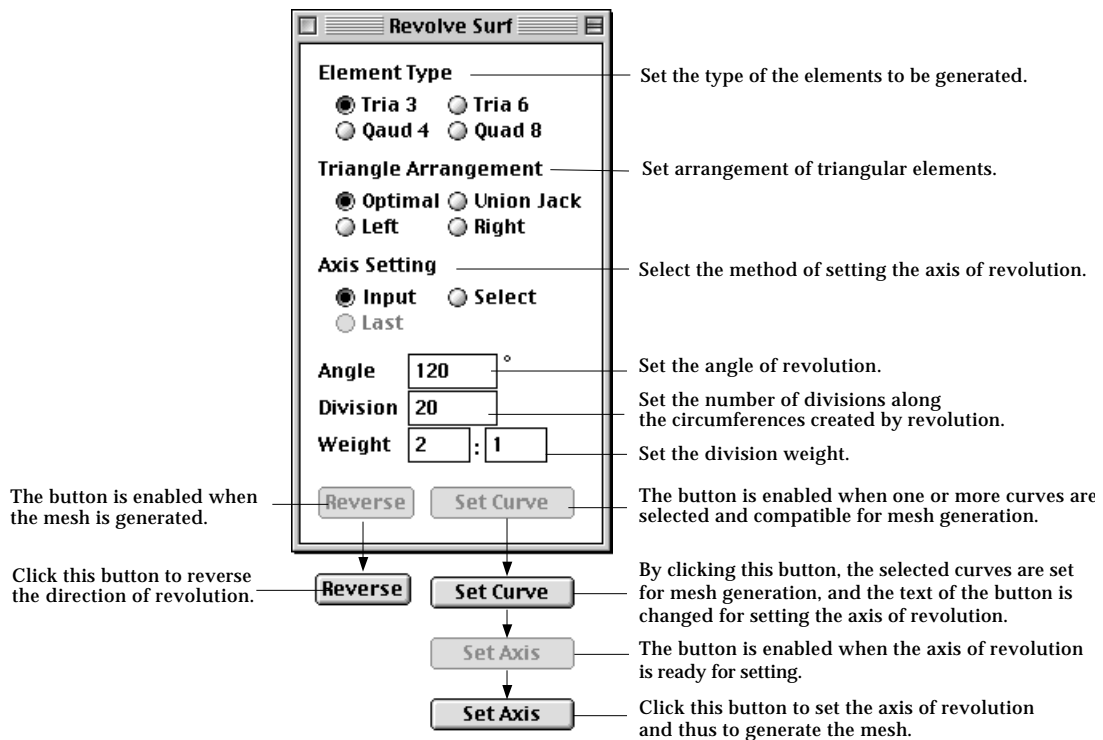 Revolve Surf
Element Type
Set the type of the elements to be generated.
Tria 3 Tria 6
Qaud 4 Quad 8
Triangle Arrangement
Set arrangement of triangular elements.
Optimal Union Jack
Left Right
Axis Setting
Select the method of setting the axis of revolution.
Input Select
Last
Angle 120 °
Set the angle of revolution.
Division 20
Set the number of divisions along
the circumferences created by revolution.
Weight 2 : 1
Set the division weight.
The button is enabled when
the mesh is generated.
Reverse Set Curve
The button is enabled when one or more curves are
selected and compatible for mesh generation.
Click this button to reverse
the direction of revolution.
Reverse Set Curve
By clicking this button, the selected curves are set
for mesh generation, and the text of the button is
changed for setting the axis of revolution.
Set Axis
The button is enabled when the axis of revolution
is ready for setting.
Set Axis
Click this button to set the axis of revolution
and thus to generate the mesh.